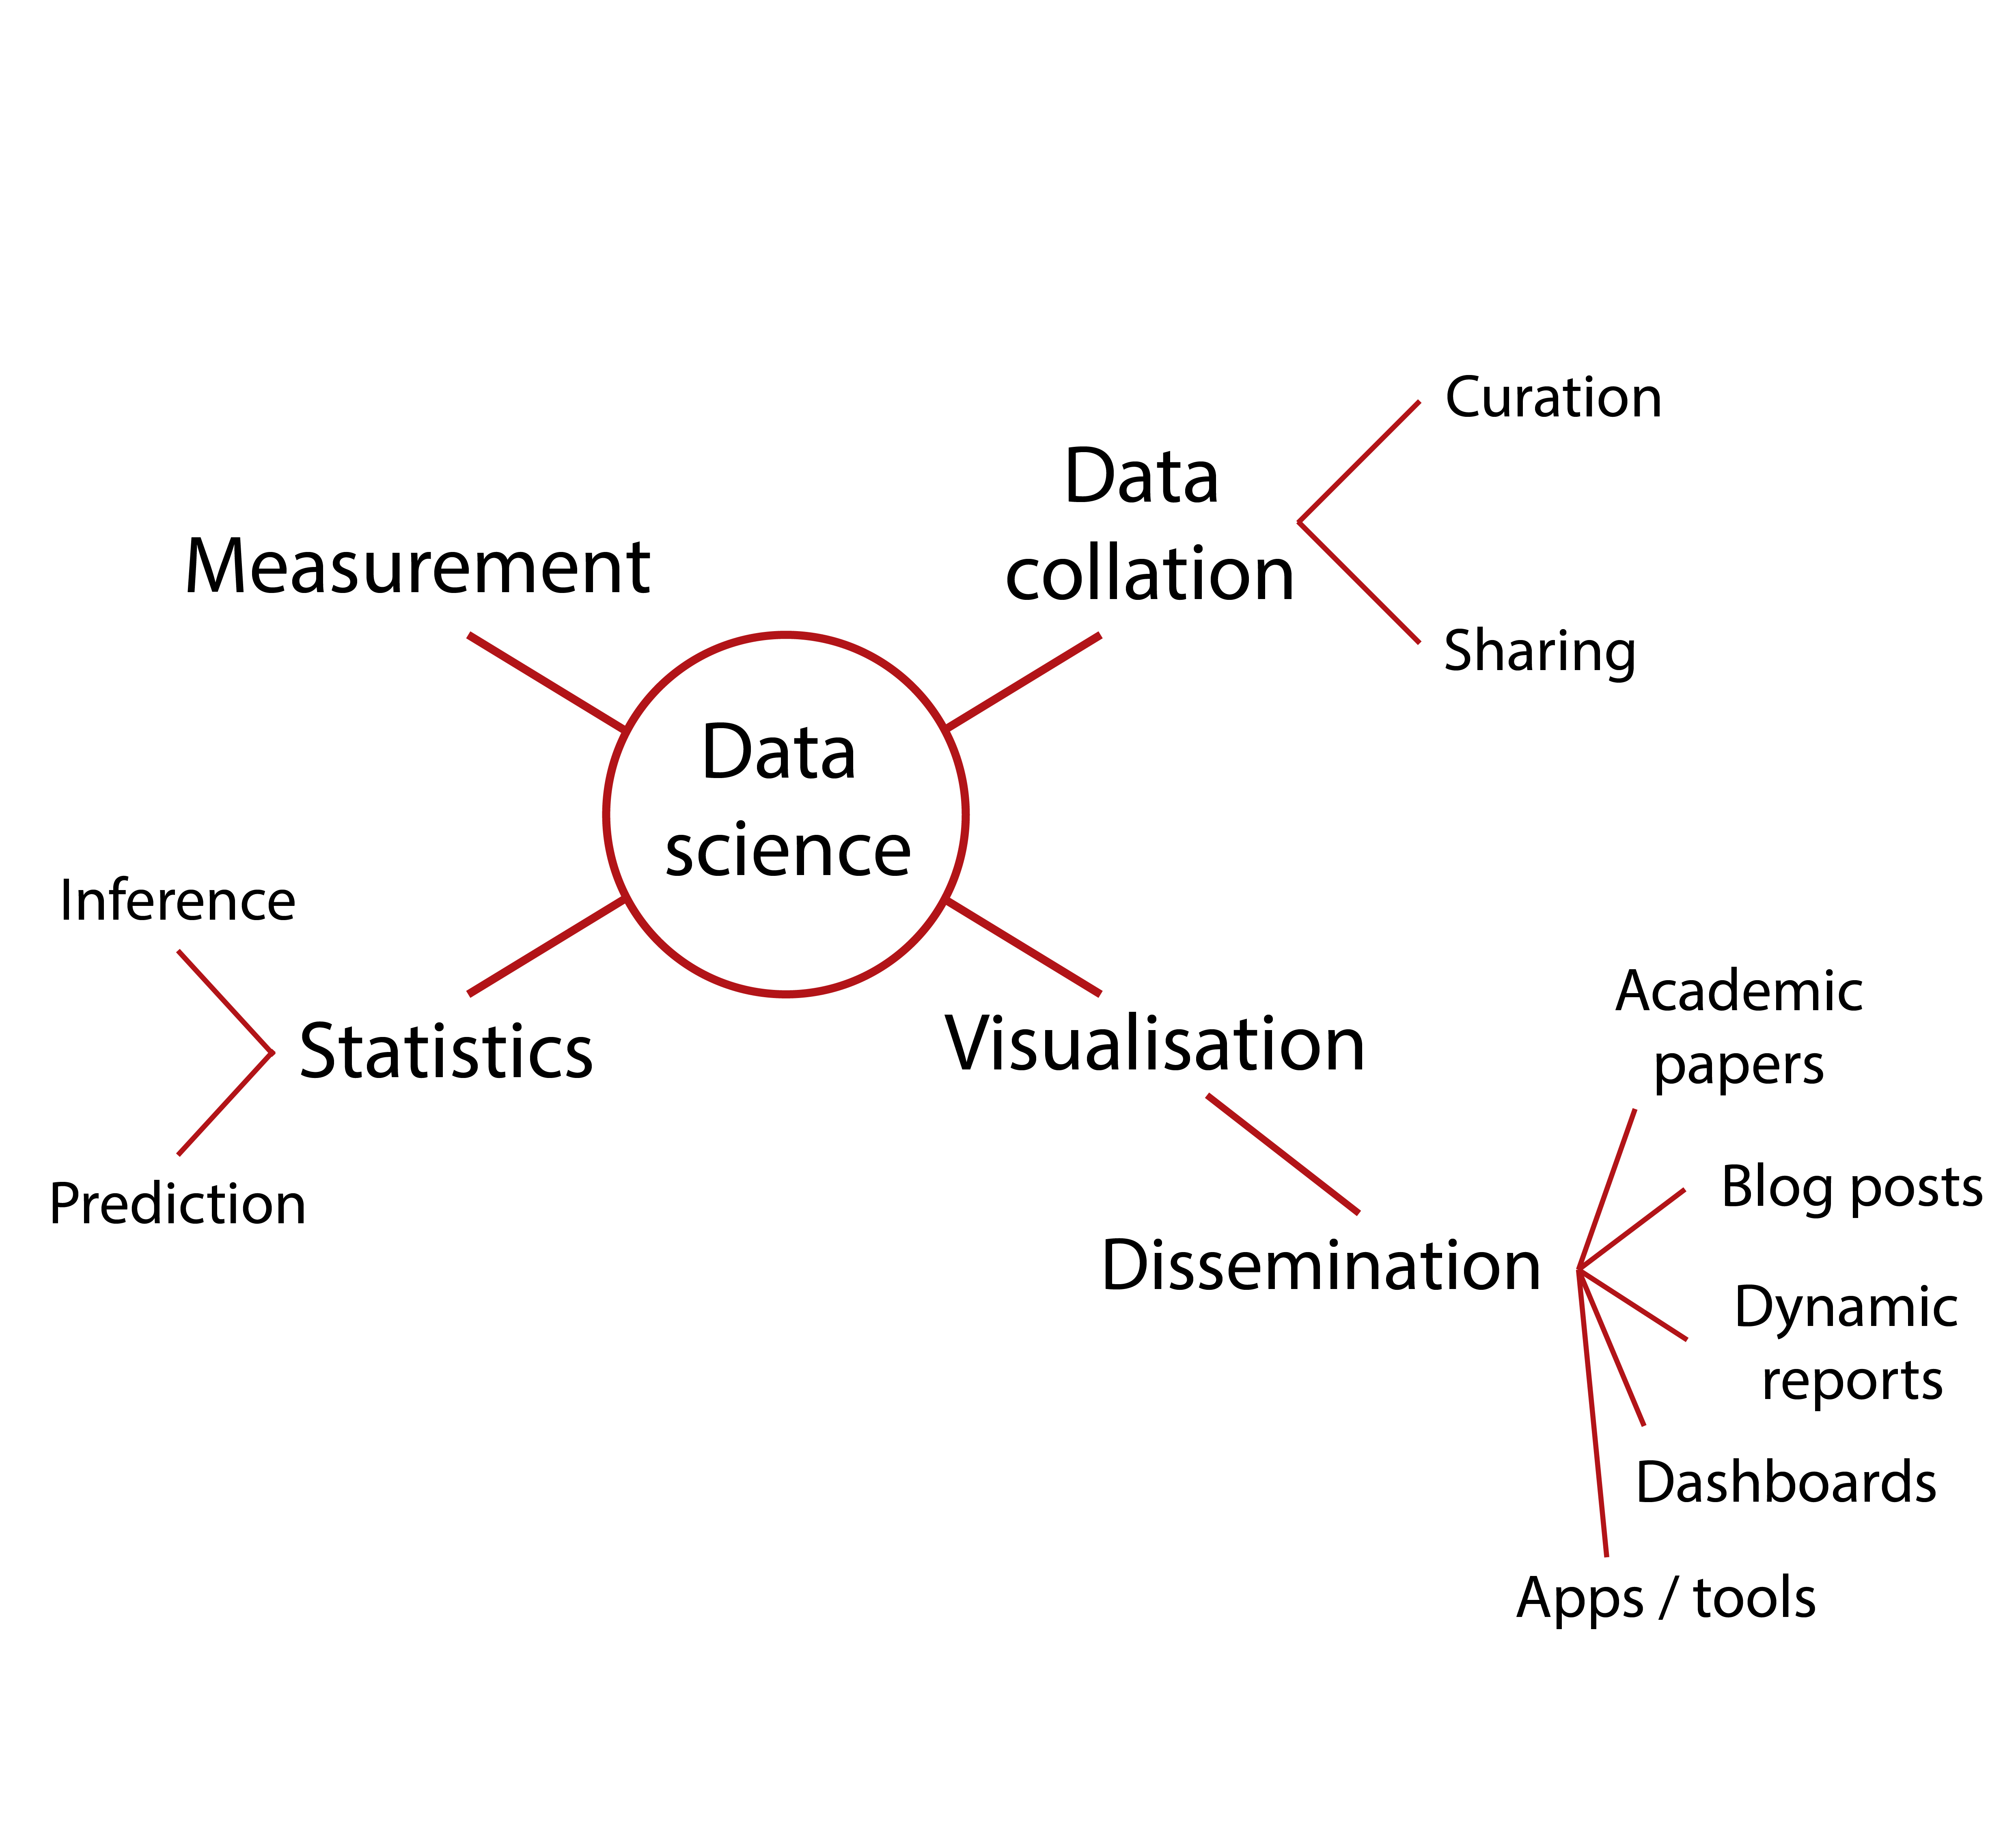 Curation
Data
collation
Measurement
Sharing
Data
science
Inference
Statistics
Prediction
Visualisation
Dissemination
Academic
papers
Blog posts
Dynamic
reports
Dashboards
Apps / tools